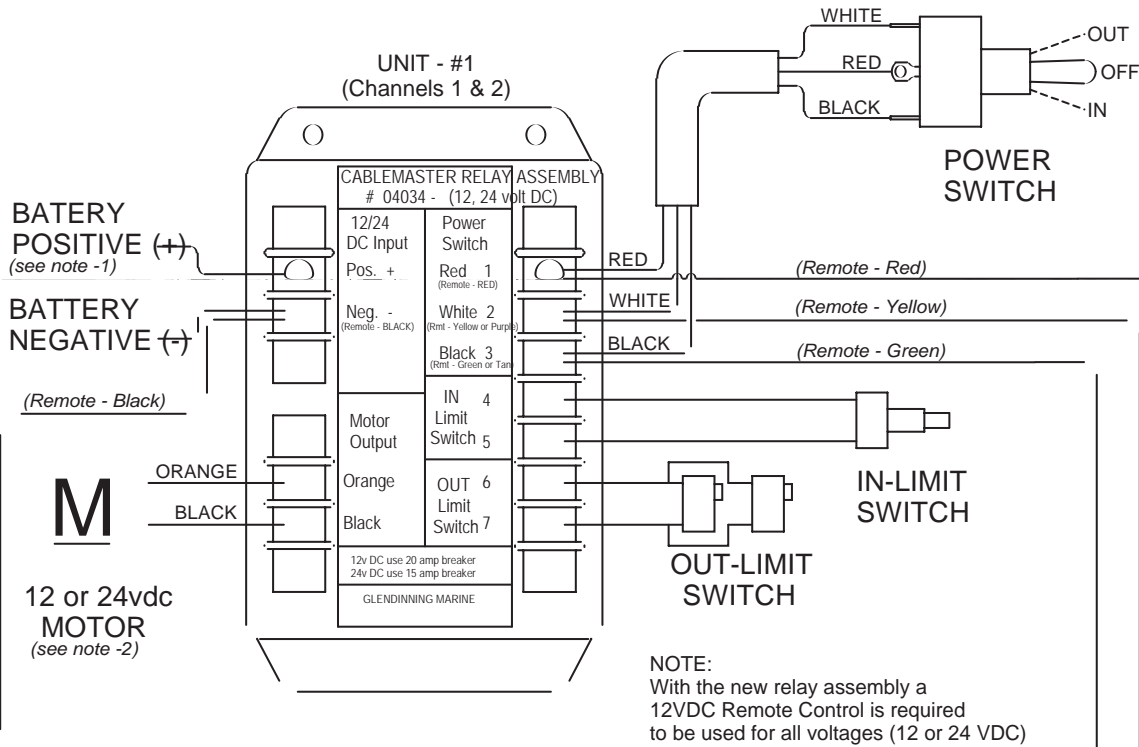 UNIT - #1
(Channels 1 & 2)
WHITE
RED
BLACK
OUT
OFF
IN
POWER
SWITCH
BATERY
POSITIVE (+)
(see note -1)
BATTERY
NEGATIVE (-)
(Remote - Black)
ORANGE
BLACK
M
12 or 24vdc
MOTOR
(see note -2)
CABLEMASTER RELAY ASSEMBLY
# 04034 - (12, 24 volt DC)
12/24
DC Input
Pos. +
Neg. -
(Remote - BLACK)
Motor
Output
Orange
Black
Power
Switch
Red 1
(Remote - RED)
White 2
(Rmt - Yellow or Purple)
Black 3
(Rmt - Green or Tan)
IN 4
Limit
Switch 5
OUT 6
Limit
Switch 7
12v DC use 20 amp breaker
24v DC use 15 amp breaker
GLENDINNING MARINE
RED
WHITE
BLACK
(Remote - Red)
(Remote - Yellow)
(Remote - Green)
IN-LIMIT
SWITCH
OUT-LIMIT
SWITCH
NOTE:
With the new relay assembly a
12VDC Remote Control is required
to be used for all voltages (12 or 24 VDC)